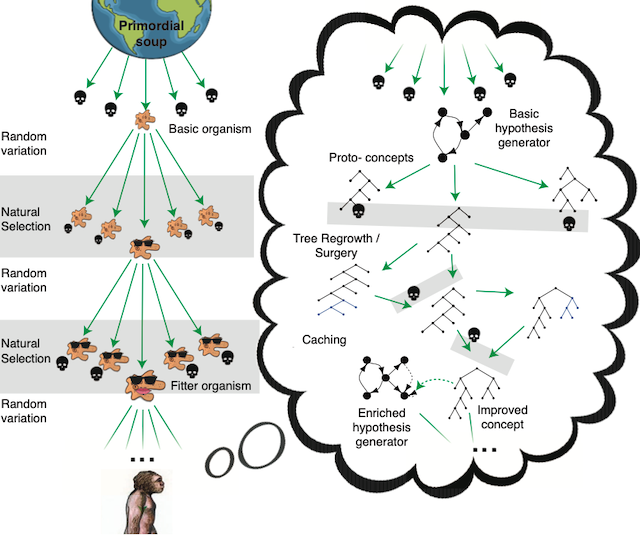 Primordial
soup
Basic organism
Random
variation
Natural
Selection
Random
variation
Natural
Selection
Fitter organism
Random
variation
...
Basic
hypothesis
generator
Proto- concepts
Tree Regrowth /
Surgery
Caching
Enriched
hypothesis
generator
Improved
concept
...